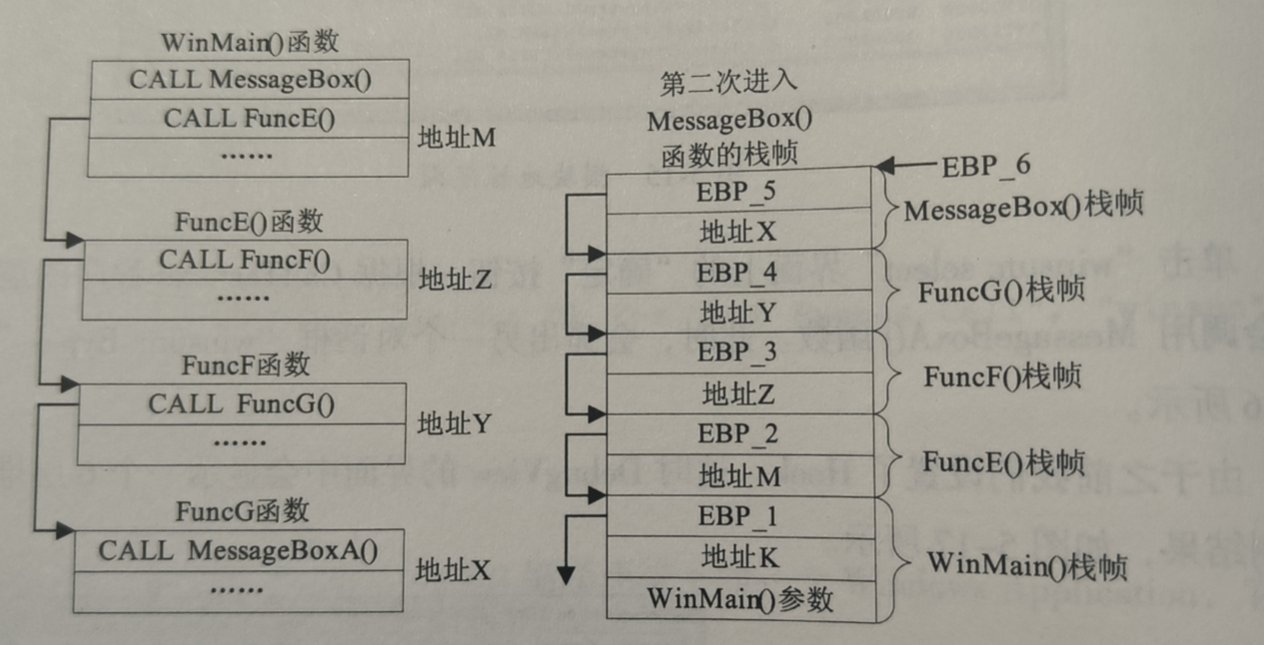 WinMain()函数
CALL MessageBox()
CALL FuncE()
……
地址M
FuncE()函数
CALL FuncF()
……
地址Z
FuncF函数
CALL FuncG()
……
地址Y
FuncG函数
CALL MessageBoxA()
……
地址X
第二次进入
MessageBox()
函数的栈帧
EBP_6
EBP_5
地址X
MessageBox()栈帧
EBP_4
地址Y
FuncG()栈帧
EBP_3
地址Z
FuncF()栈帧
EBP_2
地址M
FuncE()栈帧
EBP_1
地址K
WinMain()参数
WinMain()栈帧